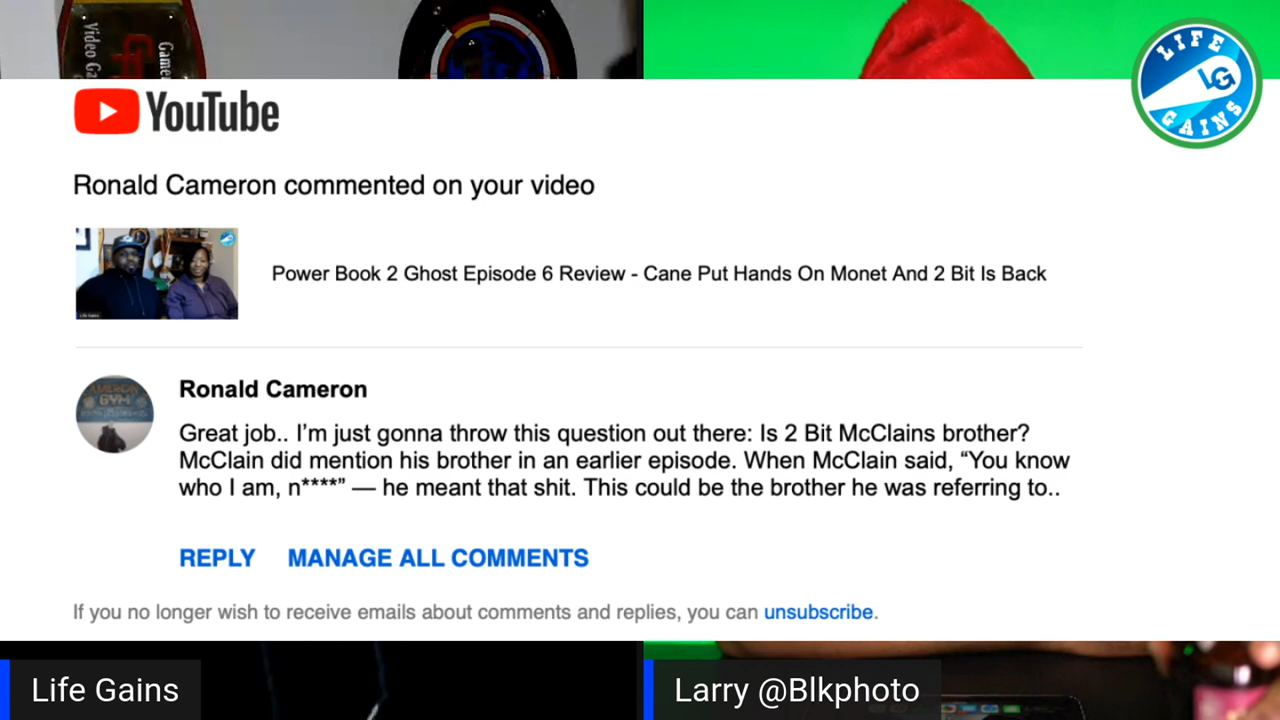 Video Ga
Game
LIFE
LG
GAINS
YouTube
Ronald Cameron commented on your video
Power Book 2 Ghost Episode 6 Review - Cane Put Hands On Monet And 2 Bit Is Back
Ronald Cameron
Great job.. I’m just gonna throw this question out there: Is 2 Bit McClains brother?
McClain did mention his brother in an earlier episode. When McClain said, “You know
who I am, n****” — he meant that shit. This could be the brother he was referring to..
REPLY MANAGE ALL COMMENTS
If you no longer wish to receive emails about comments and replies, you can unsubscribe.
Life Gains
Larry @Blkphoto